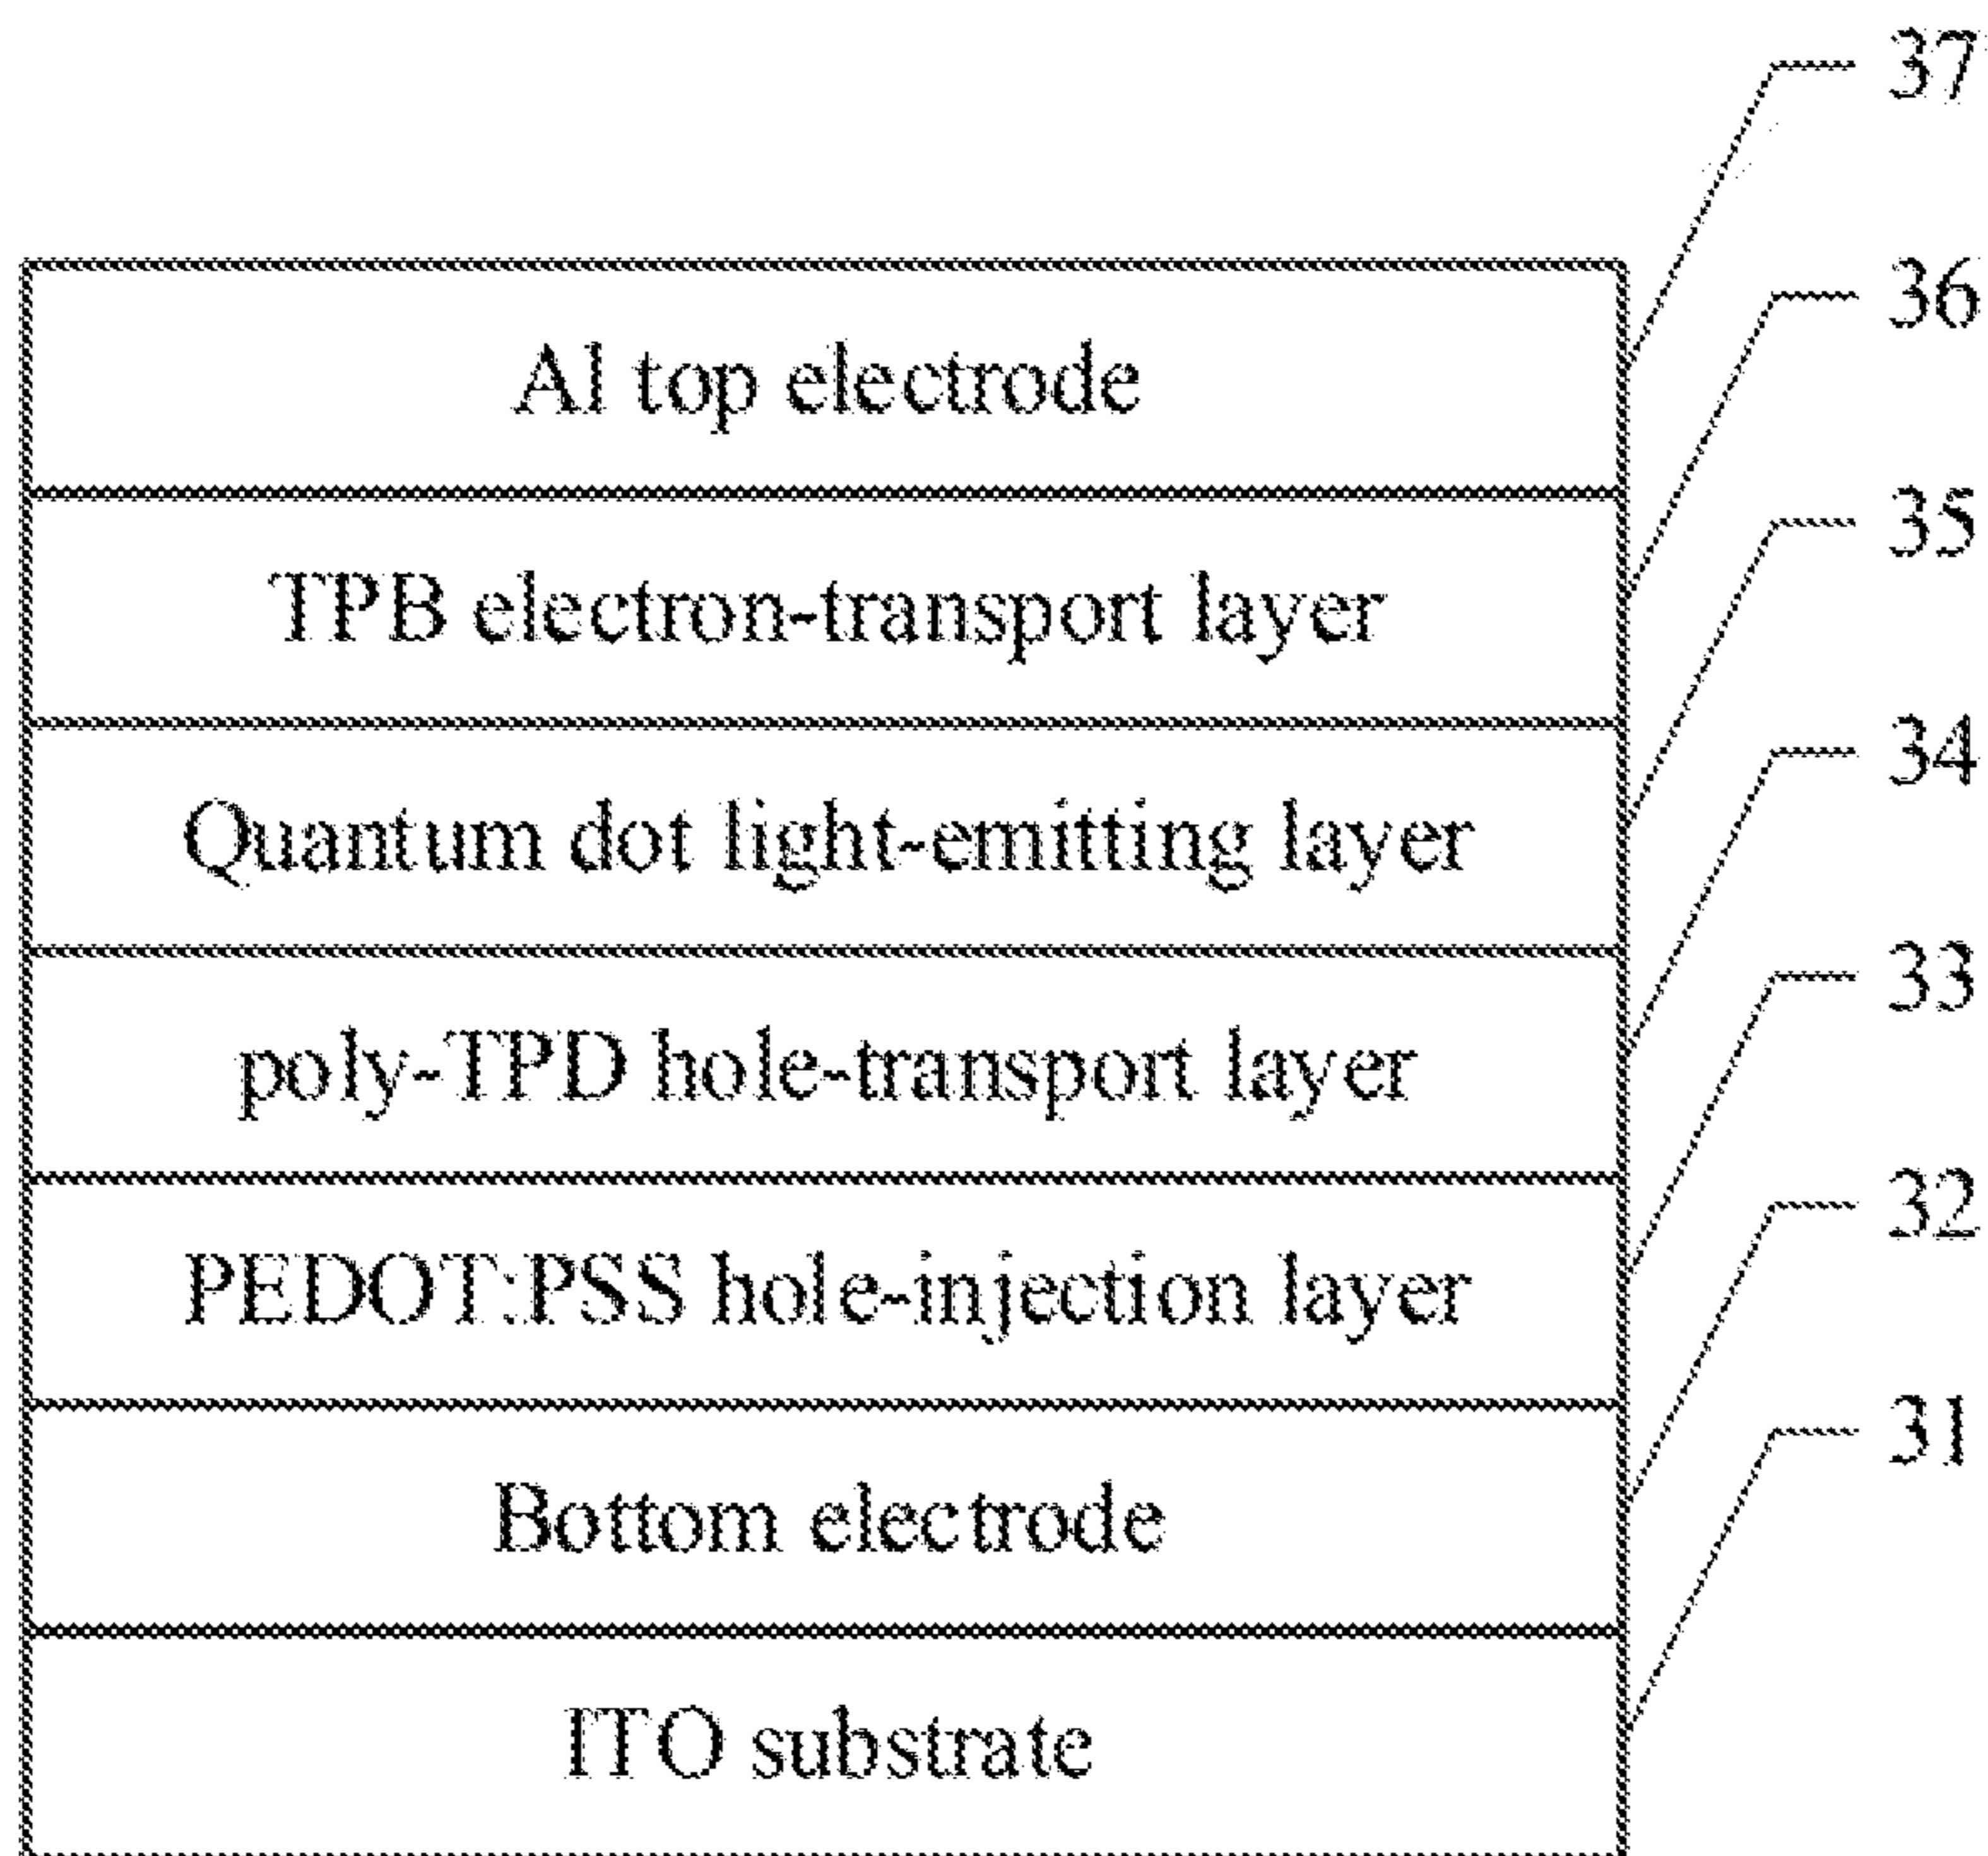 37
36
Al top electrode
35
TPB electron-transport layer
34
Quantum dot light-emitting layer
33
poly-TPD hole-transport layer
32
PEDOT:PSS hole-injection layer
31
Bottom electrode
ITO substrate